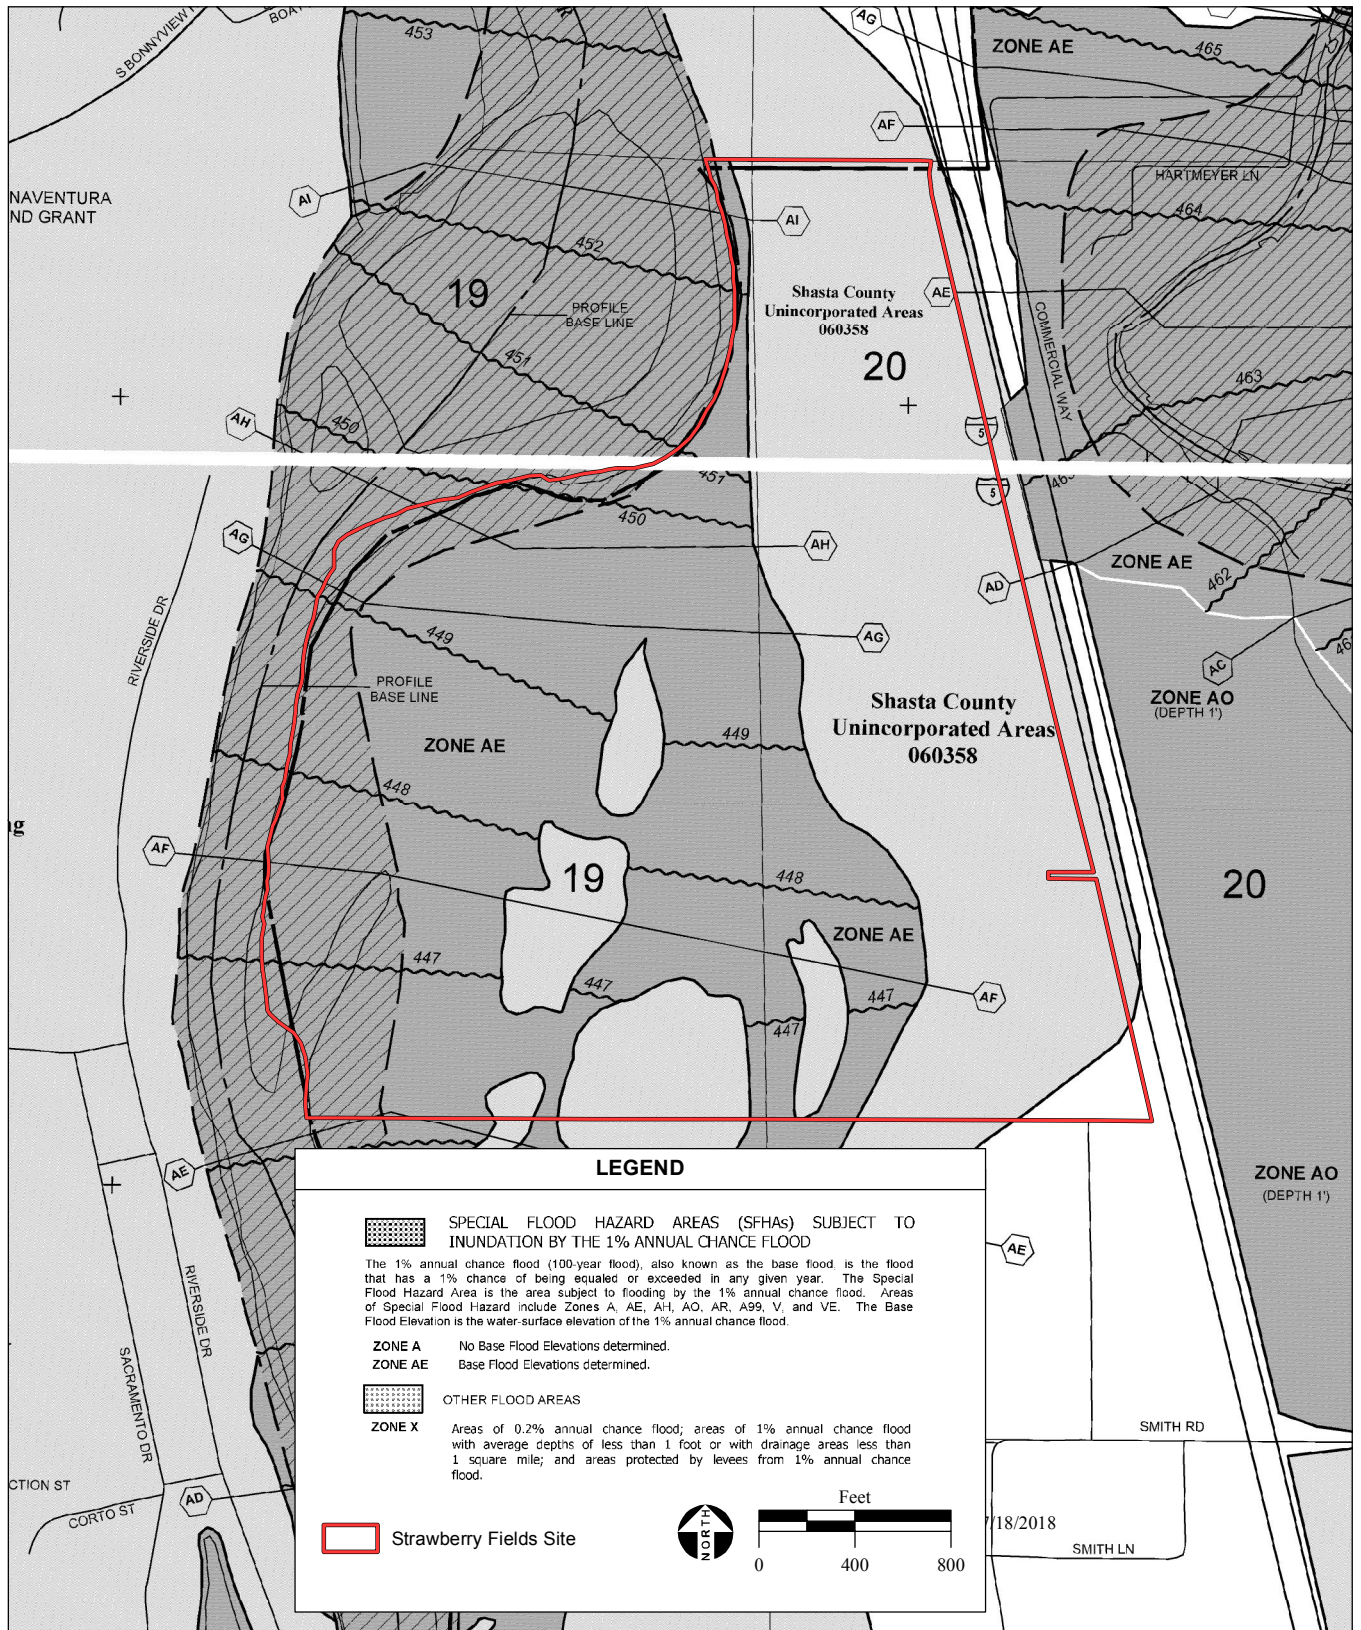 S BONNYVIEW
BOAT
453
AG
ZONE AE
465
AF
HARTMEYER LN
NAVENTURA
ND GRANT
AI
AI
464
452
19
PROFILE
BASE LINE
Shasta County
Unincorporated Areas
060358
AE
COMMERCIAL WAY
451
20
463
AH
450
5
451
5
463
450
AG
AH
AD
ZONE AE
462
RIVERSIDE DR
449
AG
AC
46
PROFILE
BASE LINE
ZONE AE
449
Shasta County
Unincorporated Areas
060358
ZONE AO
(DEPTH 1')
448
ng
AF
19
448
20
ZONE AE
447
447
447
447
AF
AE
ZONE AO
(DEPTH 1')
LEGEND
SPECIAL FLOOD HAZARD AREAS (SFHAs) SUBJECT TO
INUNDATION BY THE 1% ANNUAL CHANCE FLOOD
The 1% annual chance flood (100-year flood), also known as the base flood, is the flood
that has a 1% chance of being equaled or exceeded in any given year. The Special
Flood Hazard Area is the area subject to flooding by the 1% annual chance flood. Areas
of Special Flood Hazard include Zones A, AE, AH, AO, AR, A99, V, and VE. The Base
Flood Elevation is the water-surface elevation of the 1% annual chance flood.
ZONE A No Base Flood Elevations determined.
ZONE AE Base Flood Elevations determined.
OTHER FLOOD AREAS
ZONE X Areas of 0.2% annual chance flood; areas of 1% annual chance flood
with average depths of less than 1 foot or with drainage areas less than
1 square mile; and areas protected by levees from 1% annual chance
flood.
Strawberry Fields Site
NORTH
Feet
0 400 800
AE
RIVERSIDE DR
SACRAMENTO DR
SMITH RD
CTION ST
CORTO ST
AD
/18/2018
SMITH LN